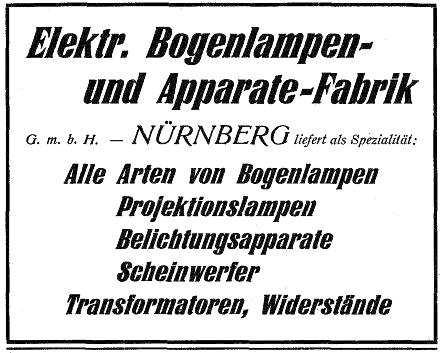 Elektr. Bogenlampen-
und Apparate-Fabrik
G. m. b. H. — NÜRNBERG liefert als Spezialität:
Alle Arten von Bogenlampen
Projektionslampen
Belichtungsapparate
Scheinwerfer
Transformatoren, Widerstände